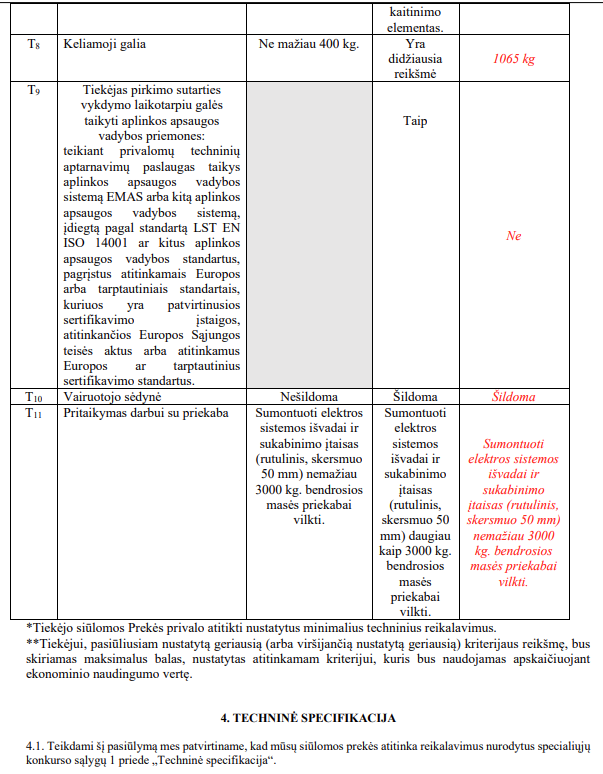 kaitinimo
elementas.
T8 Keliamoji galia Ne mažiau 400 kg. Yra
didžiausia
reikšmė
1065 kg
T9 Tiekėjas pirkimo sutarties
vykdymo laikotarpiu galės
taikyti aplinkos apsaugos
vadybos priemones:
teikiant privalomų techninių
aptarnavimų paslaugas taikys
aplinkos apsaugos vadybos
sistemą EMAS arba kitą aplinkos
apsaugos vadybos sistemą,
įdiegtą pagal standartą LST EN
ISO 14001 ar kitus aplinkos
apsaugos vadybos standartus,
pagrįstus atitinkamais Europos
arba tarptautiniais standartais,
kuriuos yra patvirtinusios
sertifikavimo įstaigos,
atitinkančios Europos Sąjungos
teisės aktus arba atitinkamus
Europos ar tarptautinius
sertifikavimo standartus.
Taip
Ne
T10 Vairuotojo sėdynė Nešildoma Šildoma Šildoma
T11 Pritaikymas darbui su priekaba
Sumontuoti elektros
sistemos išvadai ir
sukabinimo įtaisas
(rutulinis, skersmuo
50 mm) nemažiau
3000 kg. bendrosios
masės priekabai
vilkti.
Sumontuoti
elektros
sistemos
išvadai ir
sukabinimo
įtaisas
(rutulinis,
skersmuo 50
mm) daugiau
kaip 3000 kg.
bendrosios
masės
priekabai
vilkti.
Sumontuoti
elektros sistemos
išvadai ir
sukabinimo
įtaisas (rutulinis,
skersmuo 50 mm)
nemažiau 3000
kg. bendrosios
masės priekabai
vilkti.
*Tiekėjo siūlomos Prekės privalo atitikti nustatytus minimalius techninius reikalavimus.
**Tiekėjui, pasiūliusiam nustatytą geriausią (arba viršijančią nustatytą geriausią) kriterijaus reikšmę, bus
skiriamas maksimalus balas, nustatytas atitinkamam kriterijui, kuris bus naudojamas apskaičiuojant
ekonominio naudingumo vertę.
4. TECHNINĖ SPECIFIKACIJA
4.1. Teikdami šį pasiūlymą mes patvirtiname, kad mūsų siūlomos prekės atitinka reikalavimus nurodytus specialiųjų
konkurso sąlygų 1 priede „Techninė specifikacija“.